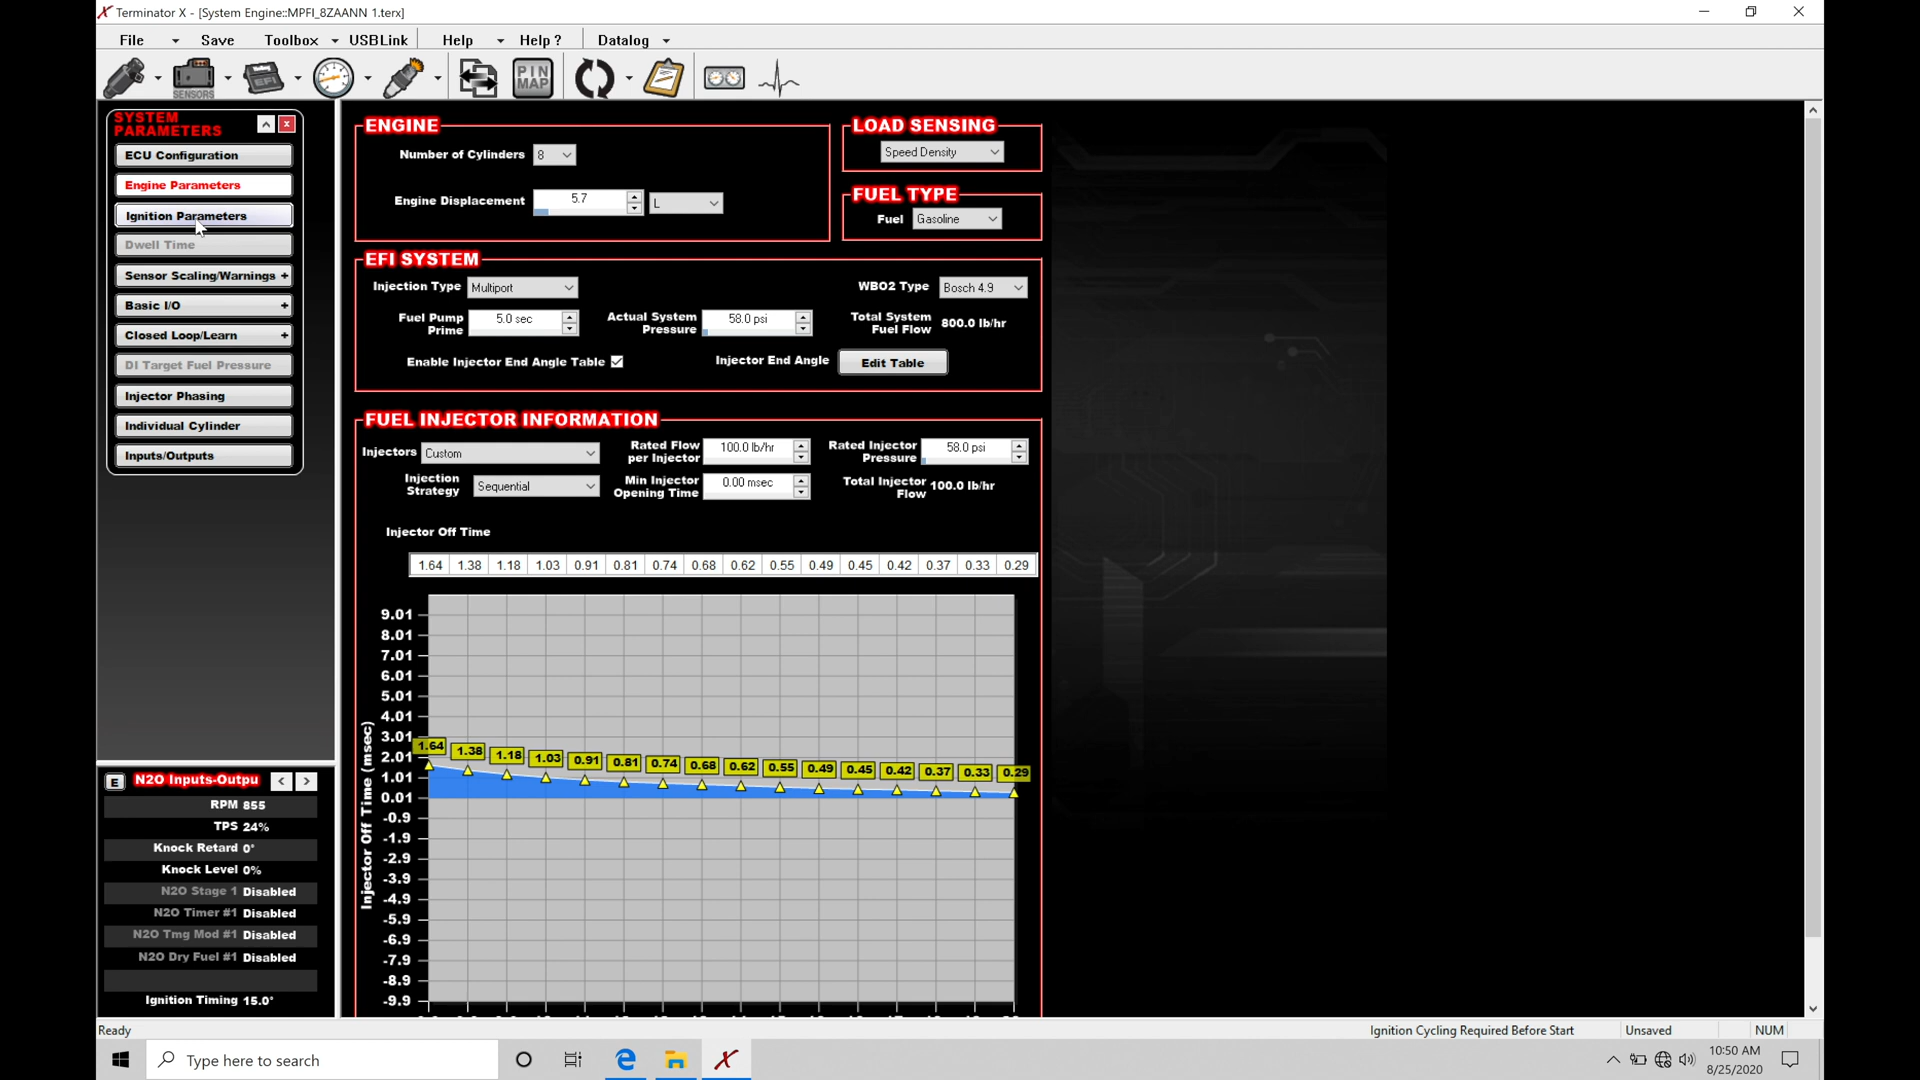 Terminator X - [System Engine::MPFI_8ZAANN 1.terx]
File Save Toolbox USBLink Help Help ? Datalog
SENSORS EFI PIN MAP
SYSTEM PARAMETERS
ECU Configuration
Engine Parameters
Ignition Parameters
Dwell Time
Sensor Scaling/Warnings +
Basic I/O +
Closed Loop/Learn +
DI Target Fuel Pressure
Injector Phasing
Individual Cylinder
Inputs/Outputs
ENGINE
Number of Cylinders 8
Engine Displacement 5.7 L
LOAD SENSING
Speed Density
FUEL TYPE
Fuel Gasoline
EFI SYSTEM
Injection Type Multiport WBO2 Type Bosch 4.9
Fuel Pump Prime 5.0 sec Actual System Pressure 58.0 psi Total System Fuel Flow 800.0 lb/hr
Enable Injector End Angle Table Injector End Angle Edit Table
FUEL INJECTOR INFORMATION
Injectors Custom Rated Flow per Injector 100.0 lb/hr Rated Injector Pressure 58.0 psi
Injection Strategy Sequential Min Injector Opening Time 0.00 msec Total Injector Flow 100.0 lb/hr
Injector Off Time
1.64 1.38 1.18 1.03 0.91 0.81 0.74 0.68 0.62 0.55 0.49 0.45 0.42 0.37 0.33 0.29
Injector Off Time (msec)
9.01
8.01
7.01
6.01
5.01
4.01
3.01
2.01
1.01
0.01
-0.9
-1.9
-2.9
-3.9
-4.9
-5.9
-6.9
-7.9
-8.9
-9.9
1.64 1.38 1.18 1.03 0.91 0.81 0.74 0.68 0.62 0.55 0.49 0.45 0.42 0.37 0.33 0.29
E N2O Inputs-Outpu < >
RPM 855
TPS 24%
Knock Retard 0°
Knock Level 0%
N2O Stage 1 Disabled
N2O Timer #1 Disabled
N2O Tmg Mod #1 Disabled
N2O Dry Fuel #1 Disabled
Ignition Timing 15.0°
Ready Ignition Cycling Required Before Start Unsaved NUM
Type here to search
10:50 AM
8/25/2020